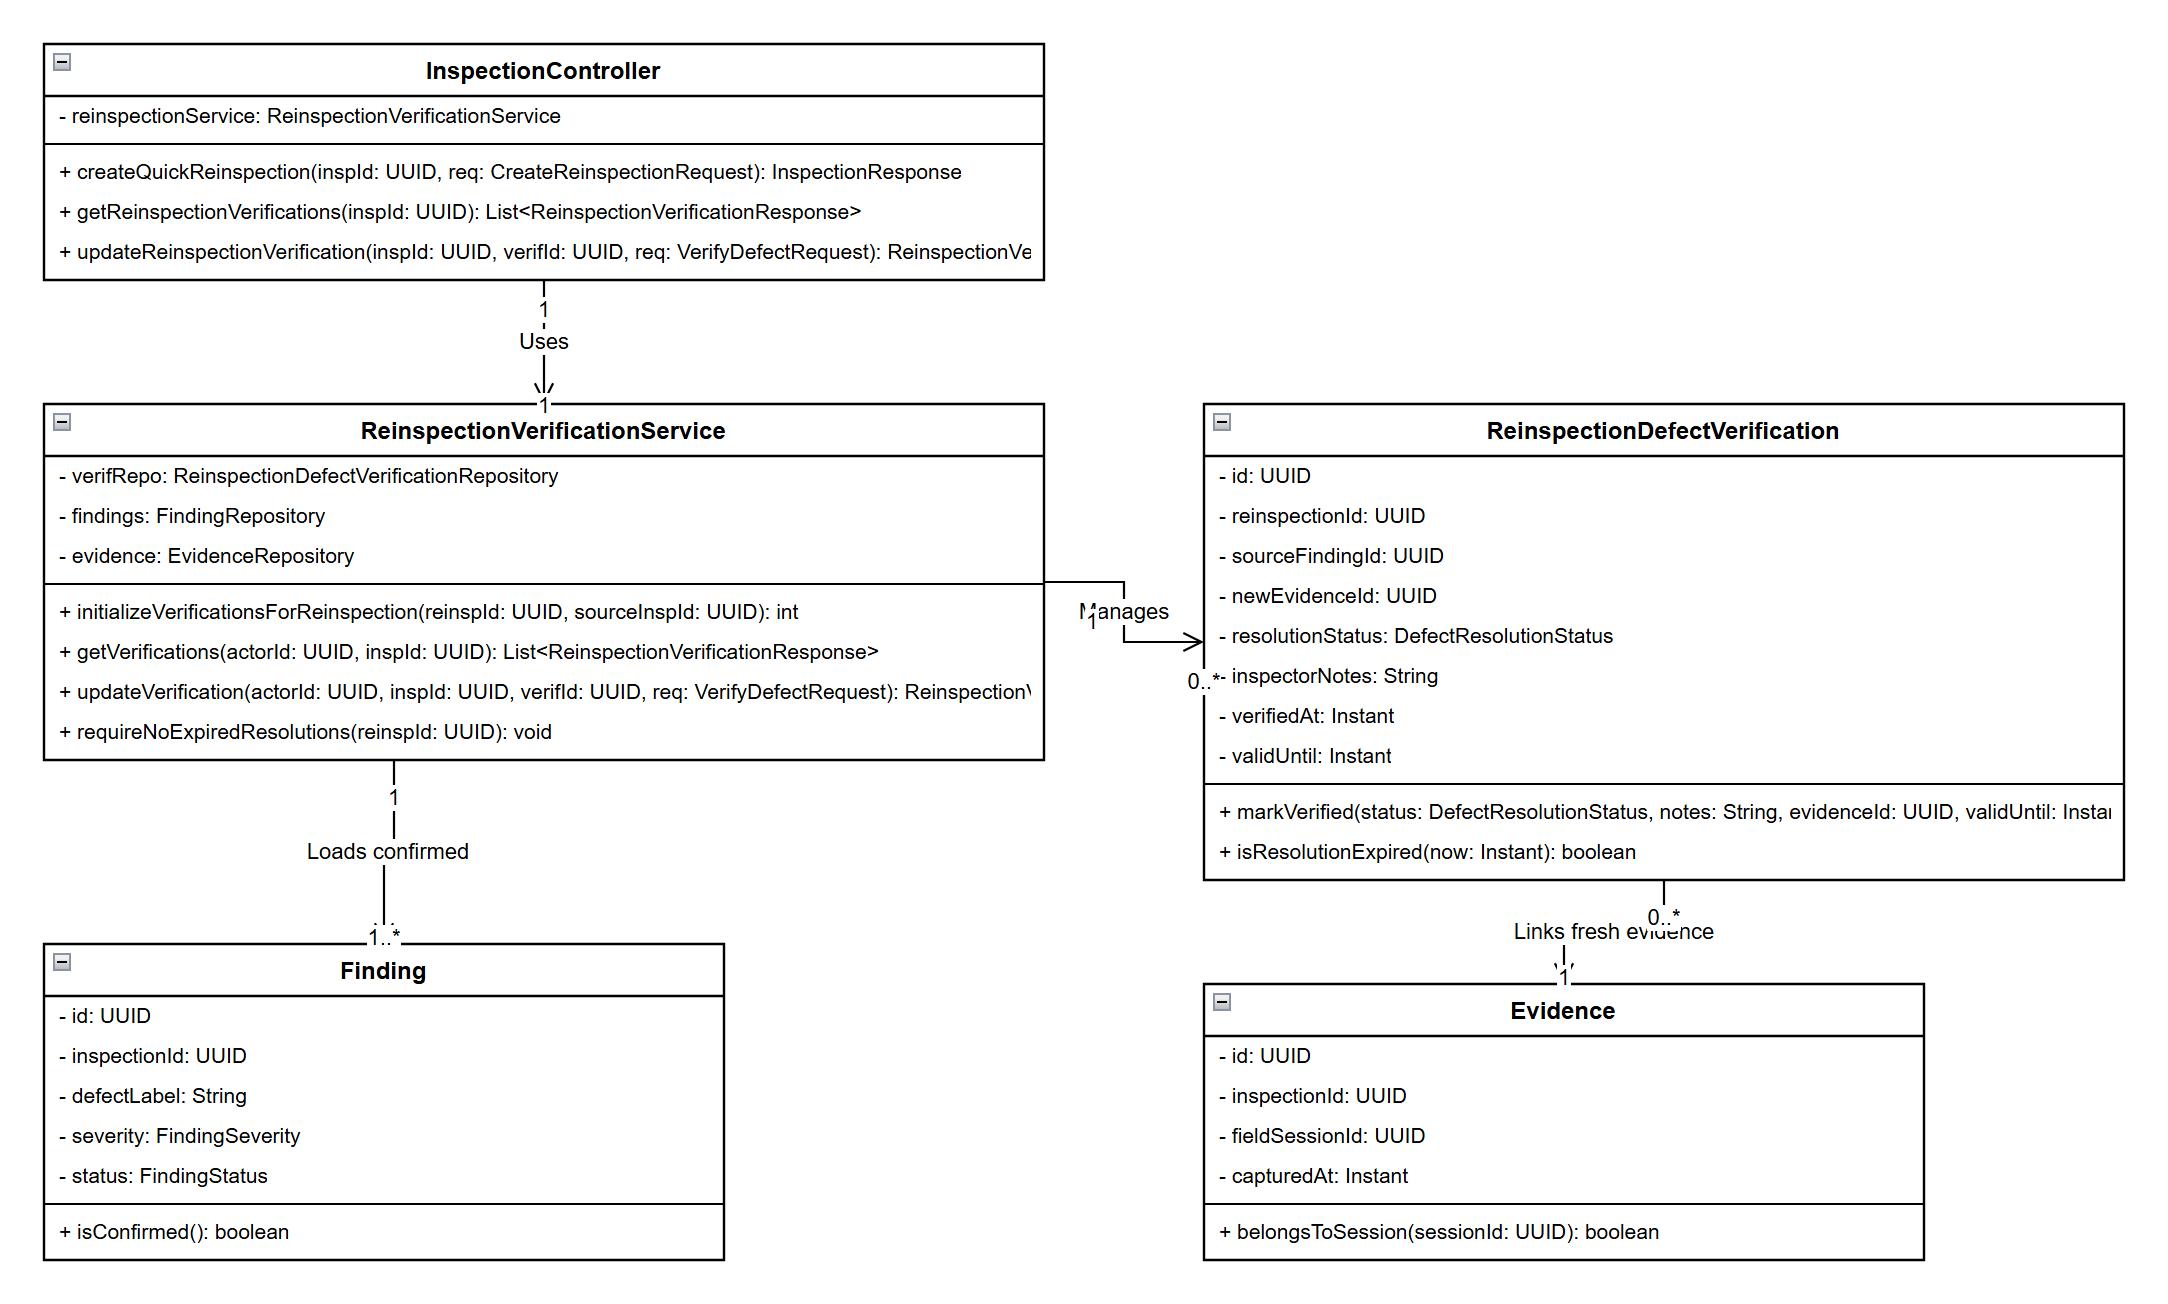 InspectionController
- reinspectionService: ReinspectionVerificationService
+ createQuickReinspection(inspId: UUID, req: CreateReinspectionRequest): InspectionResponse
+ getReinspectionVerifications(inspId: UUID): List<ReinspectionVerificationResponse>
+ updateReinspectionVerification(inspId: UUID, verifId: UUID, req: VerifyDefectRequest): ReinspectionVe
1
Uses
1
ReinspectionVerificationService
- verifRepo: ReinspectionDefectVerificationRepository
- findings: FindingRepository
- evidence: EvidenceRepository
+ initializeVerificationsForReinspection(reinspId: UUID, sourceInspId: UUID): int
+ getVerifications(actorId: UUID, inspId: UUID): List<ReinspectionVerificationResponse>
+ updateVerification(actorId: UUID, inspId: UUID, verifId: UUID, req: VerifyDefectRequest): Reinspection
+ requireNoExpiredResolutions(reinspId: UUID): void
Manages
1
0..*
ReinspectionDefectVerification
- id: UUID
- reinspectionId: UUID
- sourceFindingId: UUID
- newEvidenceId: UUID
- resolutionStatus: DefectResolutionStatus
- inspectorNotes: String
- verifiedAt: Instant
- validUntil: Instant
+ markVerified(status: DefectResolutionStatus, notes: String, evidenceId: UUID, validUntil: Insta
+ isResolutionExpired(now: Instant): boolean
1
Loads confirmed
1..*
Finding
- id: UUID
- inspectionId: UUID
- defectLabel: String
- severity: FindingSeverity
- status: FindingStatus
+ isConfirmed(): boolean
0..*
Links fresh evidence
1
Evidence
- id: UUID
- inspectionId: UUID
- fieldSessionId: UUID
- capturedAt: Instant
+ belongsToSession(sessionId: UUID): boolean